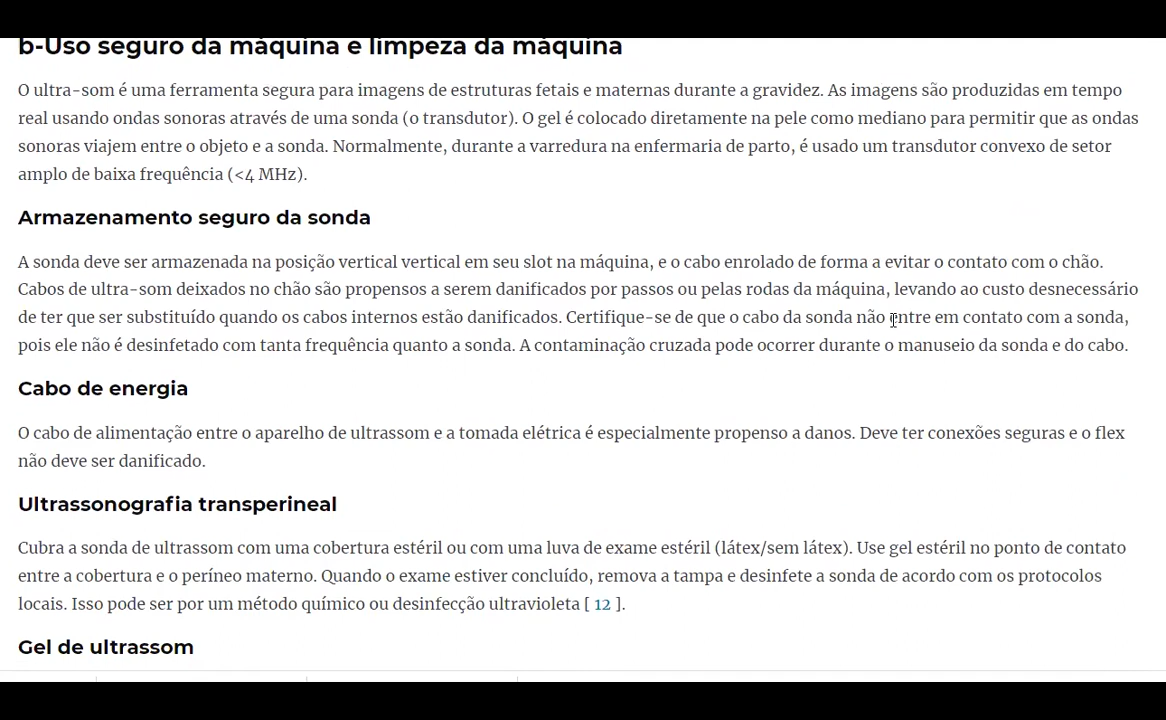 b-Uso seguro da máquina e limpeza da máquina
O ultra-som é uma ferramenta segura para imagens de estruturas fetais e maternas durante a gravidez. As imagens são produzidas em tempo
real usando ondas sonoras através de uma sonda (o transdutor). O gel é colocado diretamente na pele como mediano para permitir que as ondas
sonoras viajem entre o objeto e a sonda. Normalmente, durante a varredura na enfermaria de parto, é usado um transdutor convexo de setor
amplo de baixa frequência (<4 MHz).
Armazenamento seguro da sonda
A sonda deve ser armazenada na posição vertical vertical em seu slot na máquina, e o cabo enrolado de forma a evitar o contato com o chão.
Cabos de ultra-som deixados no chão são propensos a serem danificados por passos ou pelas rodas da máquina, levando ao custo desnecessário
de ter que ser substituído quando os cabos internos estão danificados. Certifique-se de que o cabo da sonda não entre em contato com a sonda,
pois ele não é desinfetado com tanta frequência quanto a sonda. A contaminação cruzada pode ocorrer durante o manuseio da sonda e do cabo.
Cabo de energia
O cabo de alimentação entre o aparelho de ultrassom e a tomada elétrica é especialmente propenso a danos. Deve ter conexões seguras e o flex
não deve ser danificado.
Ultrassonografia transperineal
Cubra a sonda de ultrassom com uma cobertura estéril ou com uma luva de exame estéril (látex/sem látex). Use gel estéril no ponto de contato
entre a cobertura e o períneo materno. Quando o exame estiver concluído, remova a tampa e desinfete a sonda de acordo com os protocolos
locais. Isso pode ser por um método químico ou desinfecção ultravioleta [ 12 ].
Gel de ultrassom